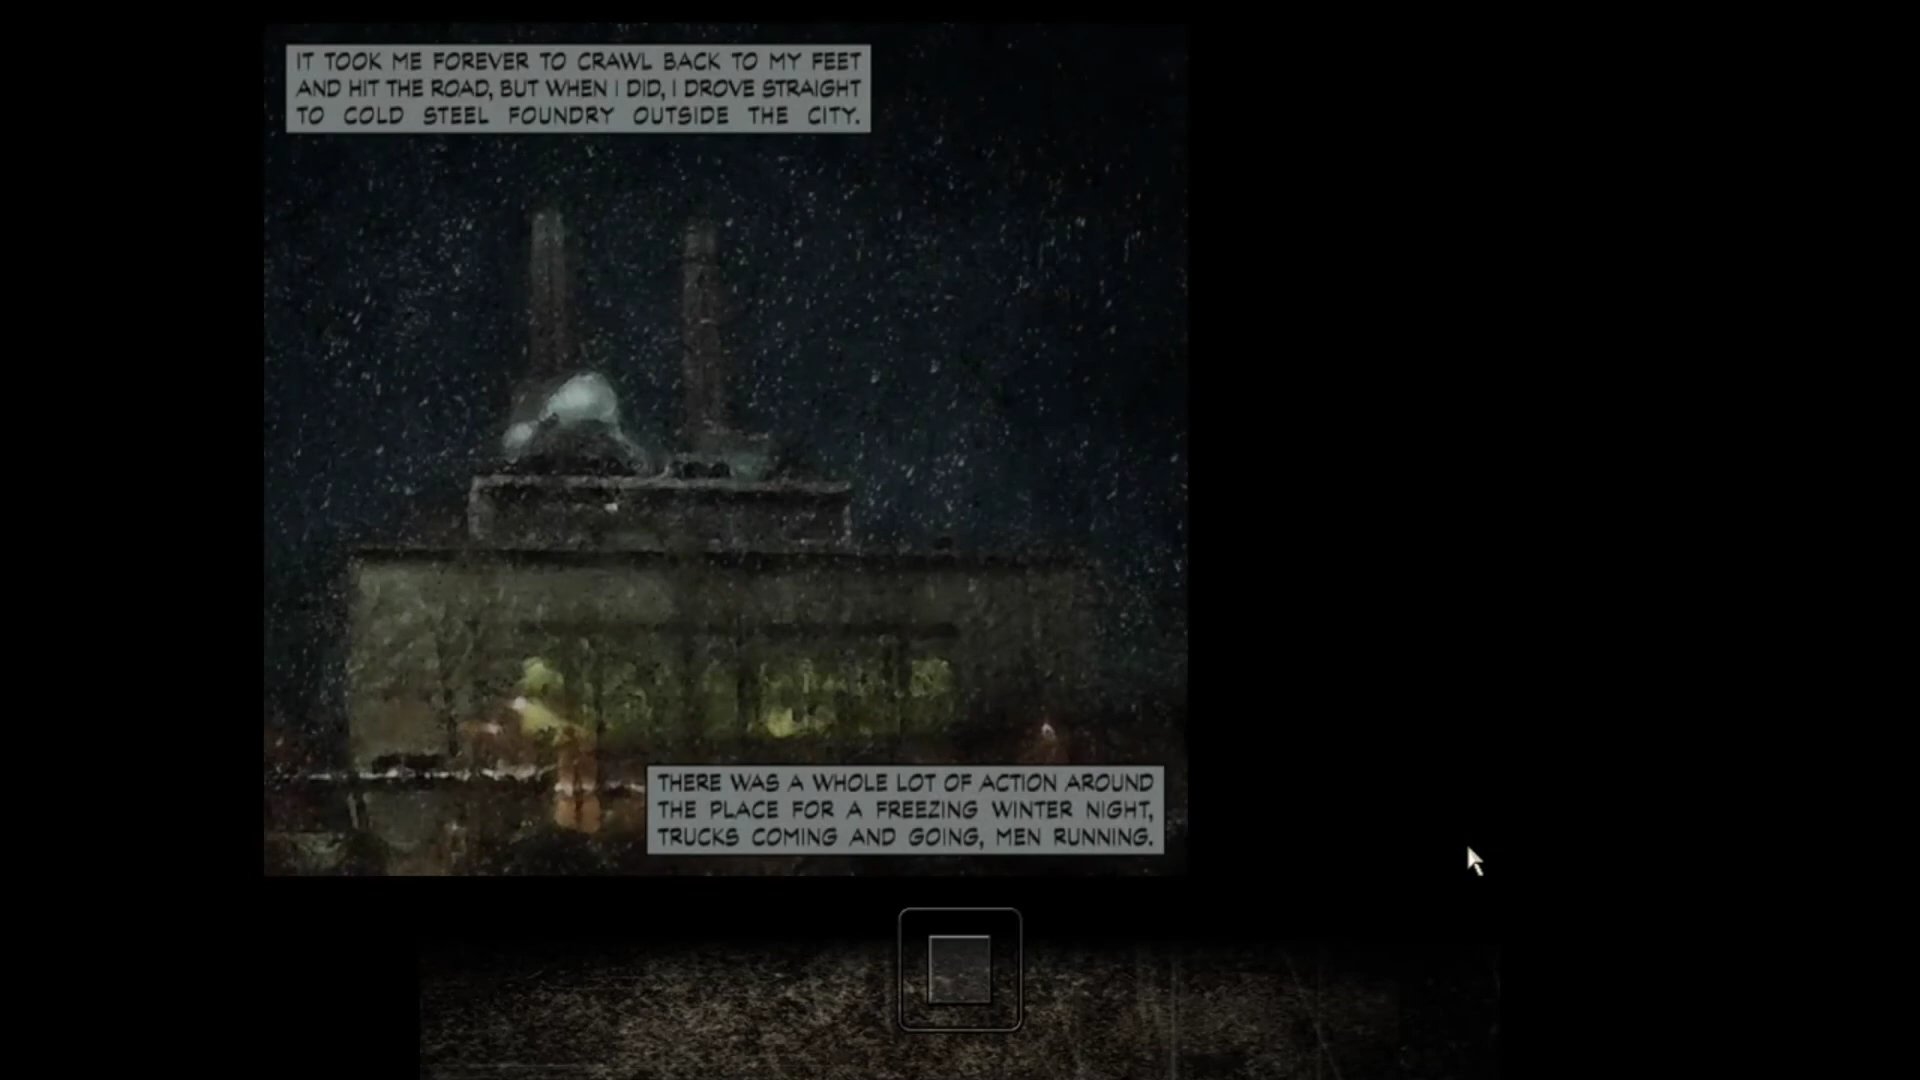 IT TOOK ME FOREVER TO CRAWL BACK TO MY FEET
AND HIT THE ROAD, BUT WHEN I DID, I DROVE STRAIGHT
TO COLD STEEL FOUNDRY OUTSIDE THE CITY.
THERE WAS A WHOLE LOT OF ACTION AROUND
THE PLACE FOR A FREEZING WINTER NIGHT,
TRUCKS COMING AND GOING, MEN RUNNING.